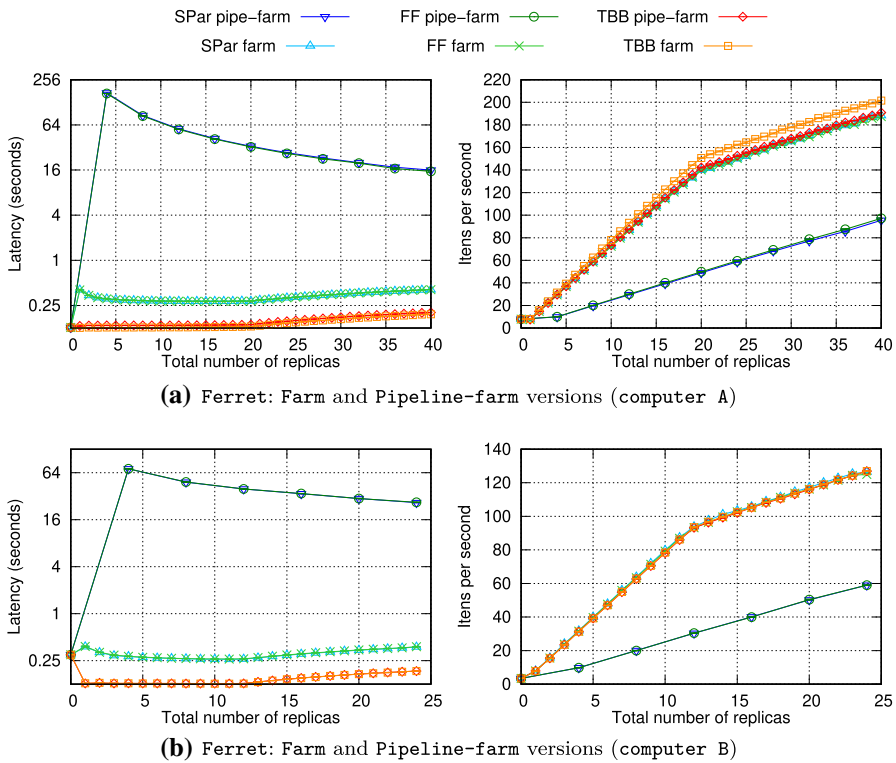 SPar pipe-farm FF pipe-farm TBB pipe-farm
SPar farm FF farm TBB farm
256
64
16
4
1
0.25
Latency (seconds)
0 5 10 15 20 25 30 35 40
Total number of replicas
220
200
180
160
140
120
100
80
60
40
20
0
Itens per second
0 5 10 15 20 25 30 35 40
Total number of replicas
(a) Ferret: Farm and Pipeline-farm versions (computer A)
64
16
4
1
0.25
Latency (seconds)
0 5 10 15 20 25
Total number of replicas
140
120
100
80
60
40
20
0
Itens per second
0 5 10 15 20 25
Total number of replicas
(b) Ferret: Farm and Pipeline-farm versions (computer B)